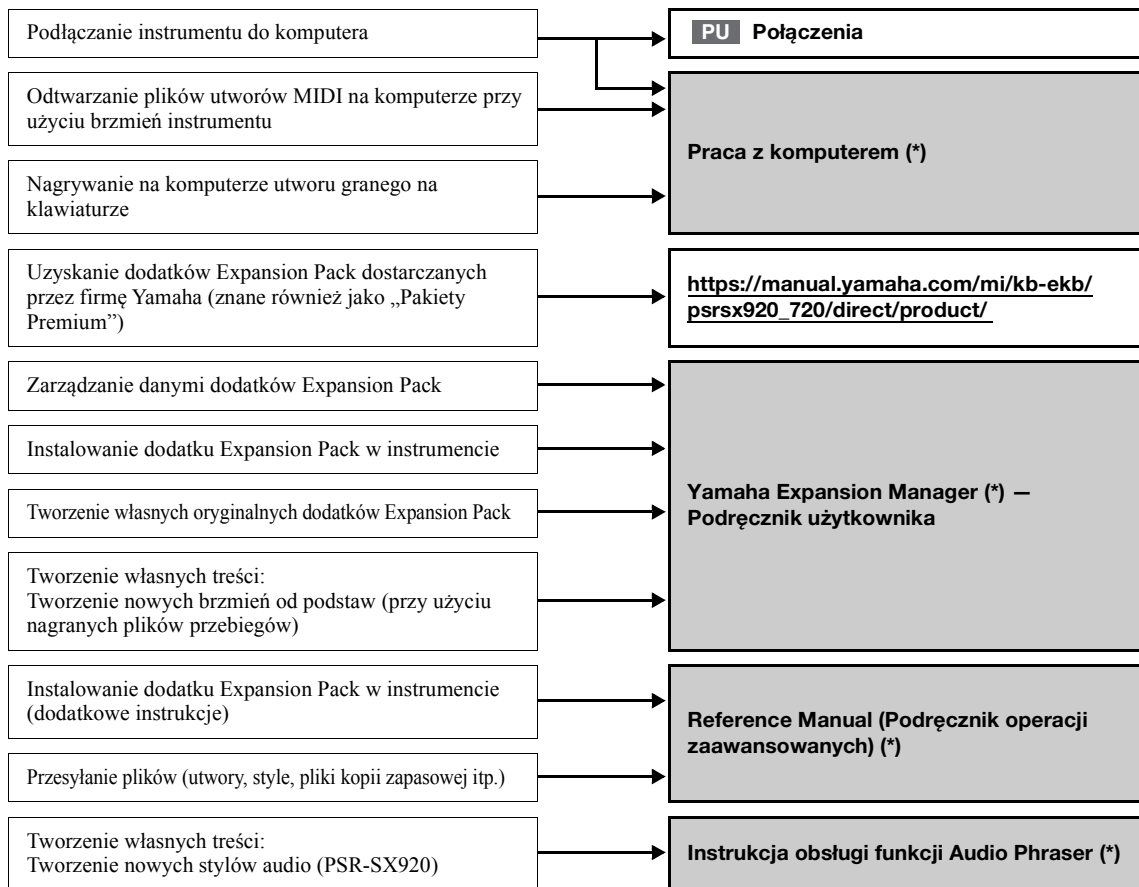 Podłączanie instrumentu do komputera
PU Połączenia
Odtwarzanie plików utworów MIDI na komputerze przy
użyciu brzmień instrumentu
Praca z komputerem (*)
Nagrywanie na komputerze utworu granego na
klawiaturze
Uzyskanie dodatków Expansion Pack dostarczanych
przez firmę Yamaha (znane również jako „Pakiety
Premium”)
https://manual.yamaha.com/mi/kb-ekb/
psrsx920_720/direct/product/
Zarządzanie danymi dodatków Expansion Pack
Instalowanie dodatku Expansion Pack w instrumencie
Tworzenie własnych oryginalnych dodatków Expansion Pack
Tworzenie własnych treści:
Tworzenie nowych brzmień od podstaw (przy użyciu
nagranych plików przebiegów)
Yamaha Expansion Manager (*) —
Podręcznik użytkownika
Instalowanie dodatku Expansion Pack w instrumencie
(dodatkowe instrukcje)
Przesyłanie plików (utwory, style, pliki kopii zapasowej itp.)
Reference Manual (Podręcznik operacji
zaawansowanych) (*)
Tworzenie własnych treści:
Tworzenie nowych stylów audio (PSR-SX920)
Instrukcja obsługi funkcji Audio Phraser (*)